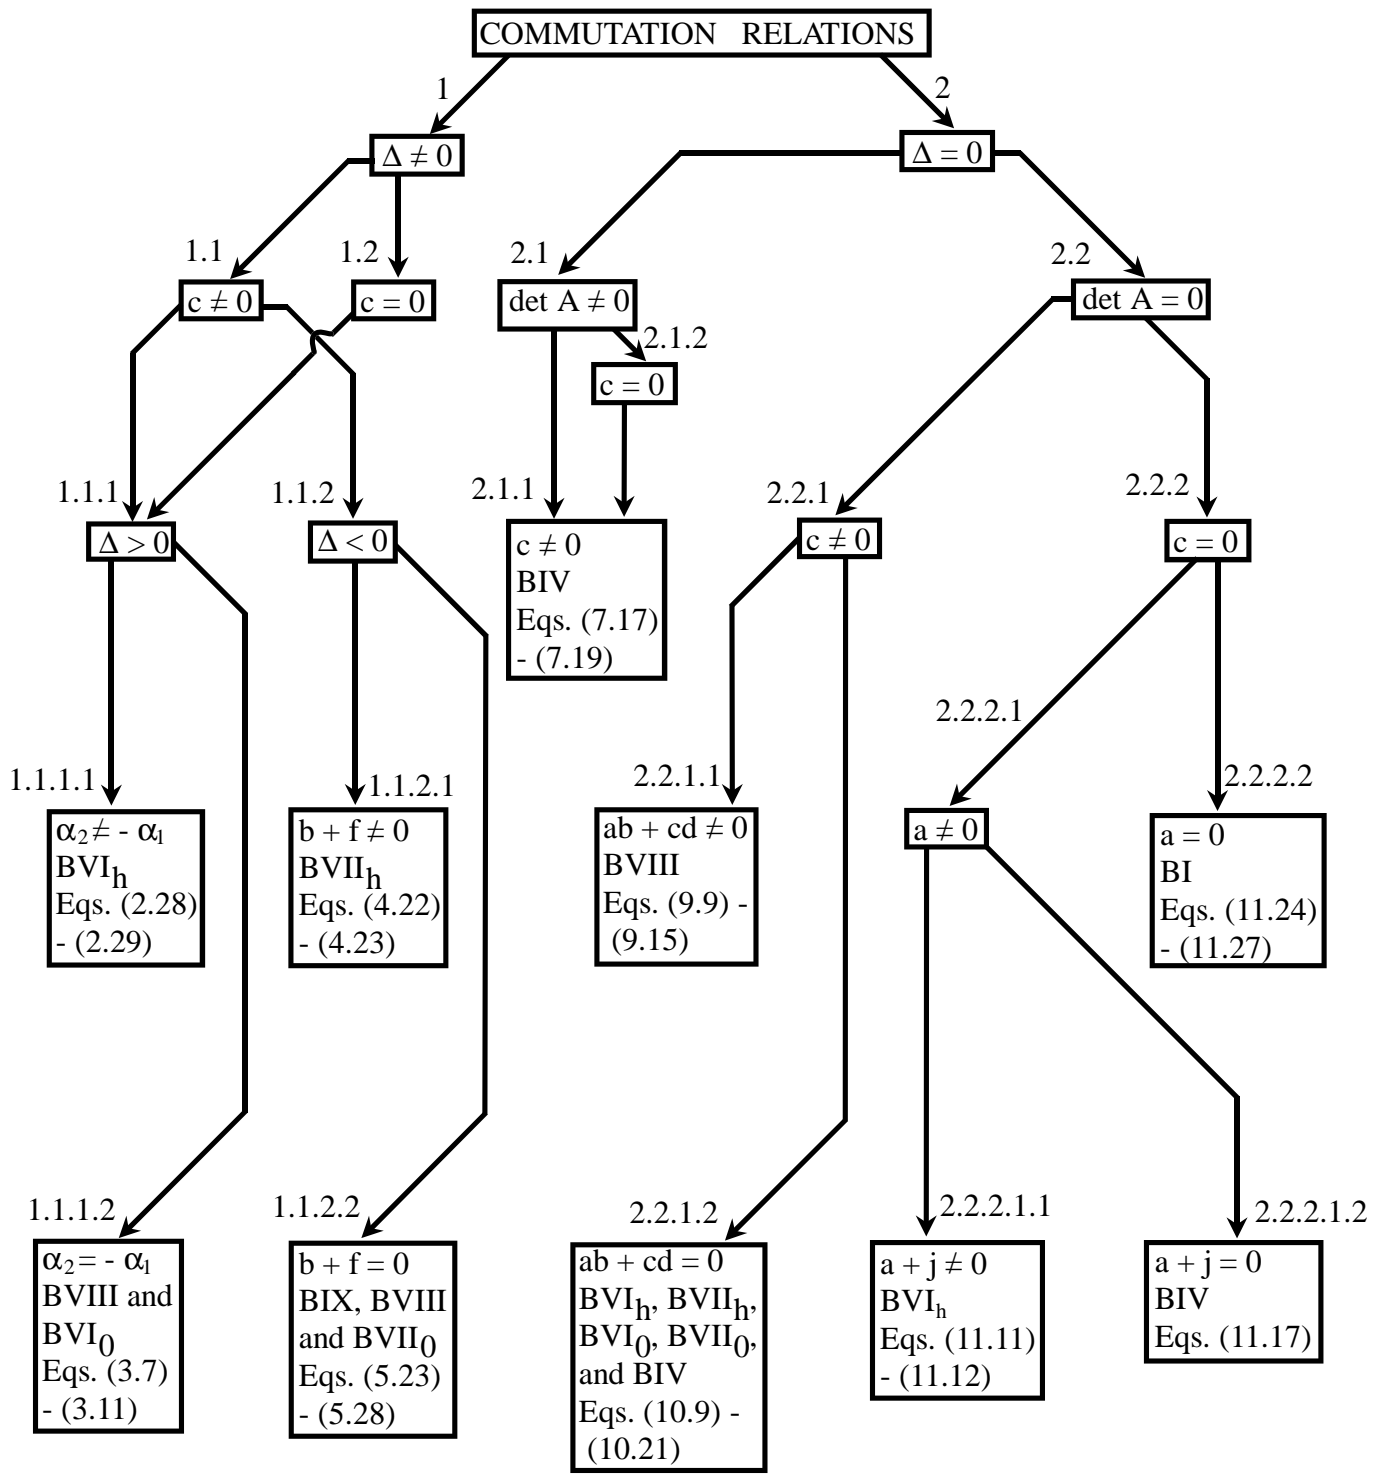 COMMUTATION RELATIONS
1
2
Δ ≠ 0
Δ = 0
1.1
1.2
2.1
2.2
c ≠ 0
c = 0
det A ≠ 0
det A = 0
2.1.2
c = 0
1.1.1
1.1.2
2.1.1
2.2.1
2.2.2
Δ > 0
Δ < 0
c ≠ 0
BIV
Eqs. (7.17)
- (7.19)
c ≠ 0
c = 0
2.2.2.1
1.1.1.1
1.1.2.1
2.2.1.1
2.2.2.2
α₂ ≠ - α₁
BVI_h
Eqs. (2.28)
- (2.29)
b + f ≠ 0
BVII_h
Eqs. (4.22)
- (4.23)
ab + cd ≠ 0
BVIII
Eqs. (9.9) -
(9.15)
a ≠ 0
a = 0
BI
Eqs. (11.24)
- (11.27)
1.1.1.2
1.1.2.2
2.2.1.2
2.2.2.1.1
2.2.2.1.2
α₂ = - α₁
BVIII and
BVI₀
Eqs. (3.7)
- (3.11)
b + f = 0
BIX, BVIII
and BVII₀
Eqs. (5.23)
- (5.28)
ab + cd = 0
BVI_h, BVII_h,
BVI₀, BVII₀,
and BIV
Eqs. (10.9) -
(10.21)
a + j ≠ 0
BVI_h
Eqs. (11.11)
- (11.12)
a + j = 0
BIV
Eqs. (11.17)